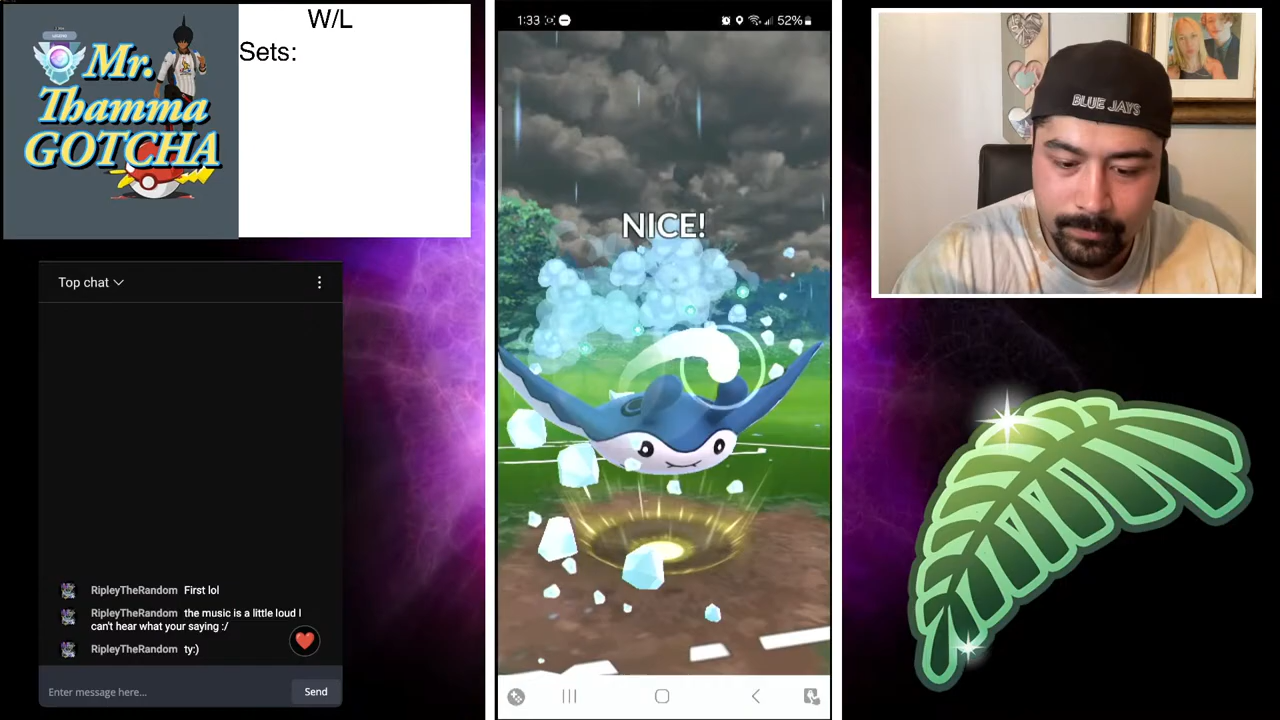 Mr.
Thamma
GOTCHA
W/L
Sets:
1:33
52%
NICE!
BLUE JAYS
Top chat
RipleyTheRandom First lol
RipleyTheRandom the music is a little loud I
can't hear what your saying :/
RipleyTheRandom ty:)
Enter message here...
Send